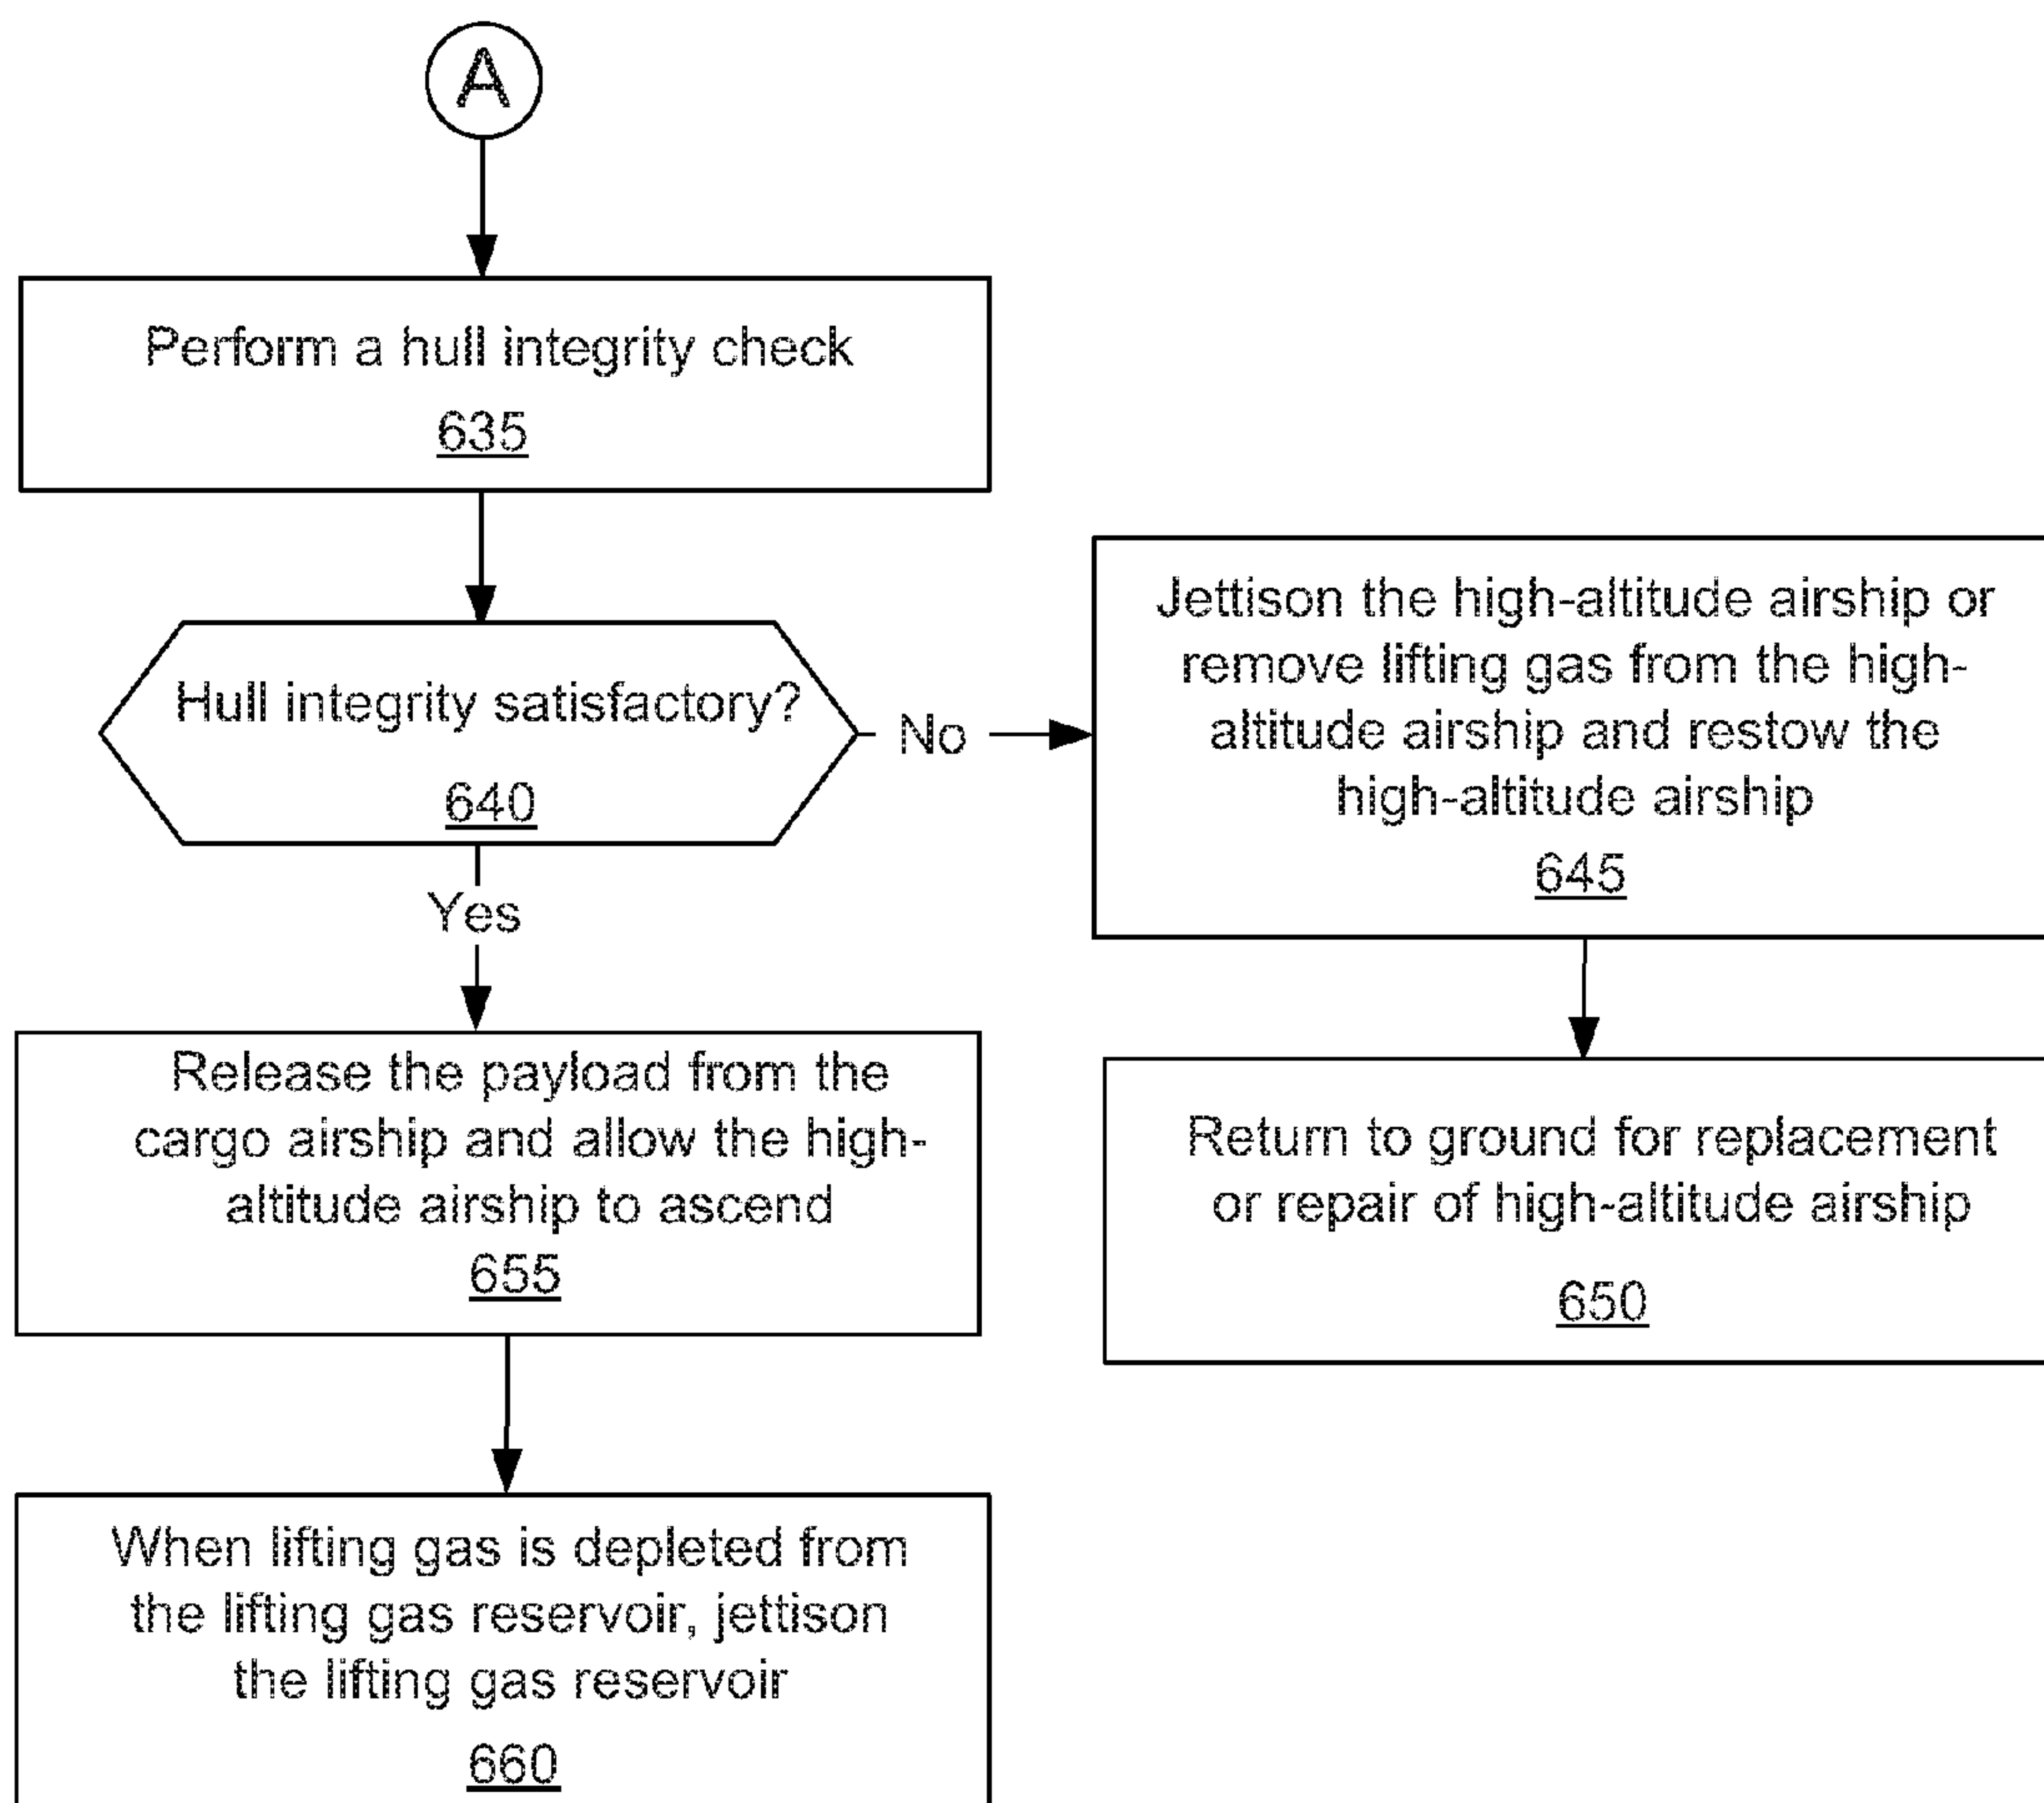 A
Perform a hull integrity check
635
Hull integrity satisfactory?
640
No
Jettison the high-altitude airship or
remove lifting gas from the high-
altitude airship and restow the
high-altitude airship
645
Yes
Release the payload from the
cargo airship and allow the high-
altitude airship to ascend
655
Return to ground for replacement
or repair of high-altitude airship
650
When lifting gas is depleted from
the lifting gas reservoir, jettison
the lifting gas reservoir
660